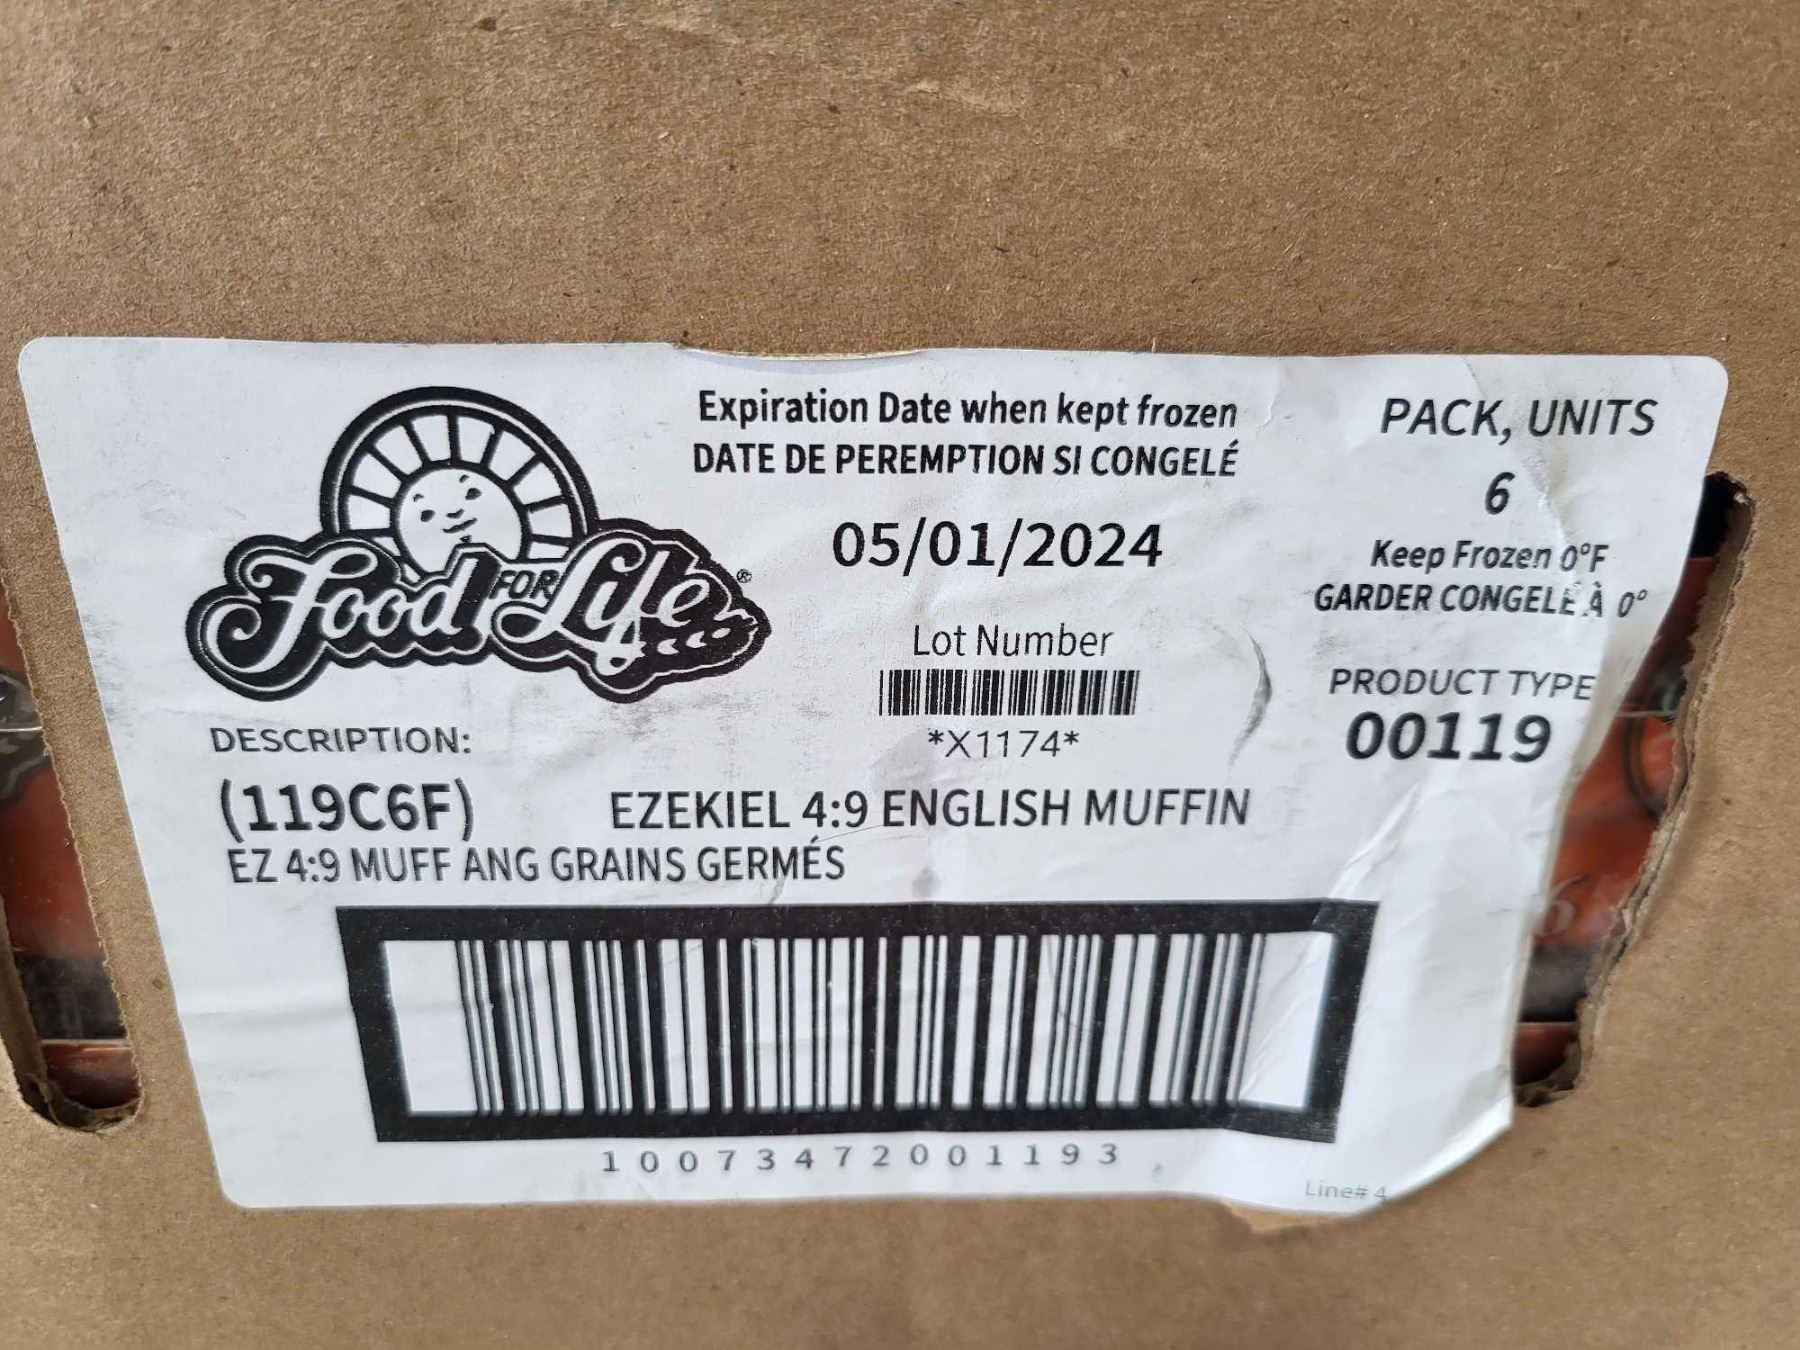 Food FOR Life®
Expiration Date when kept frozen
DATE DE PEREMPTION SI CONGELÉ
05/01/2024
Lot Number
*X1174*
PACK, UNITS
6
Keep Frozen 0°F
GARDER CONGELÉ À 0°
PRODUCT TYPE
00119
DESCRIPTION:
(119C6F) EZEKIEL 4:9 ENGLISH MUFFIN
EZ 4:9 MUFF ANG GRAINS GERMÉS
10073472001193
Line# 4
6